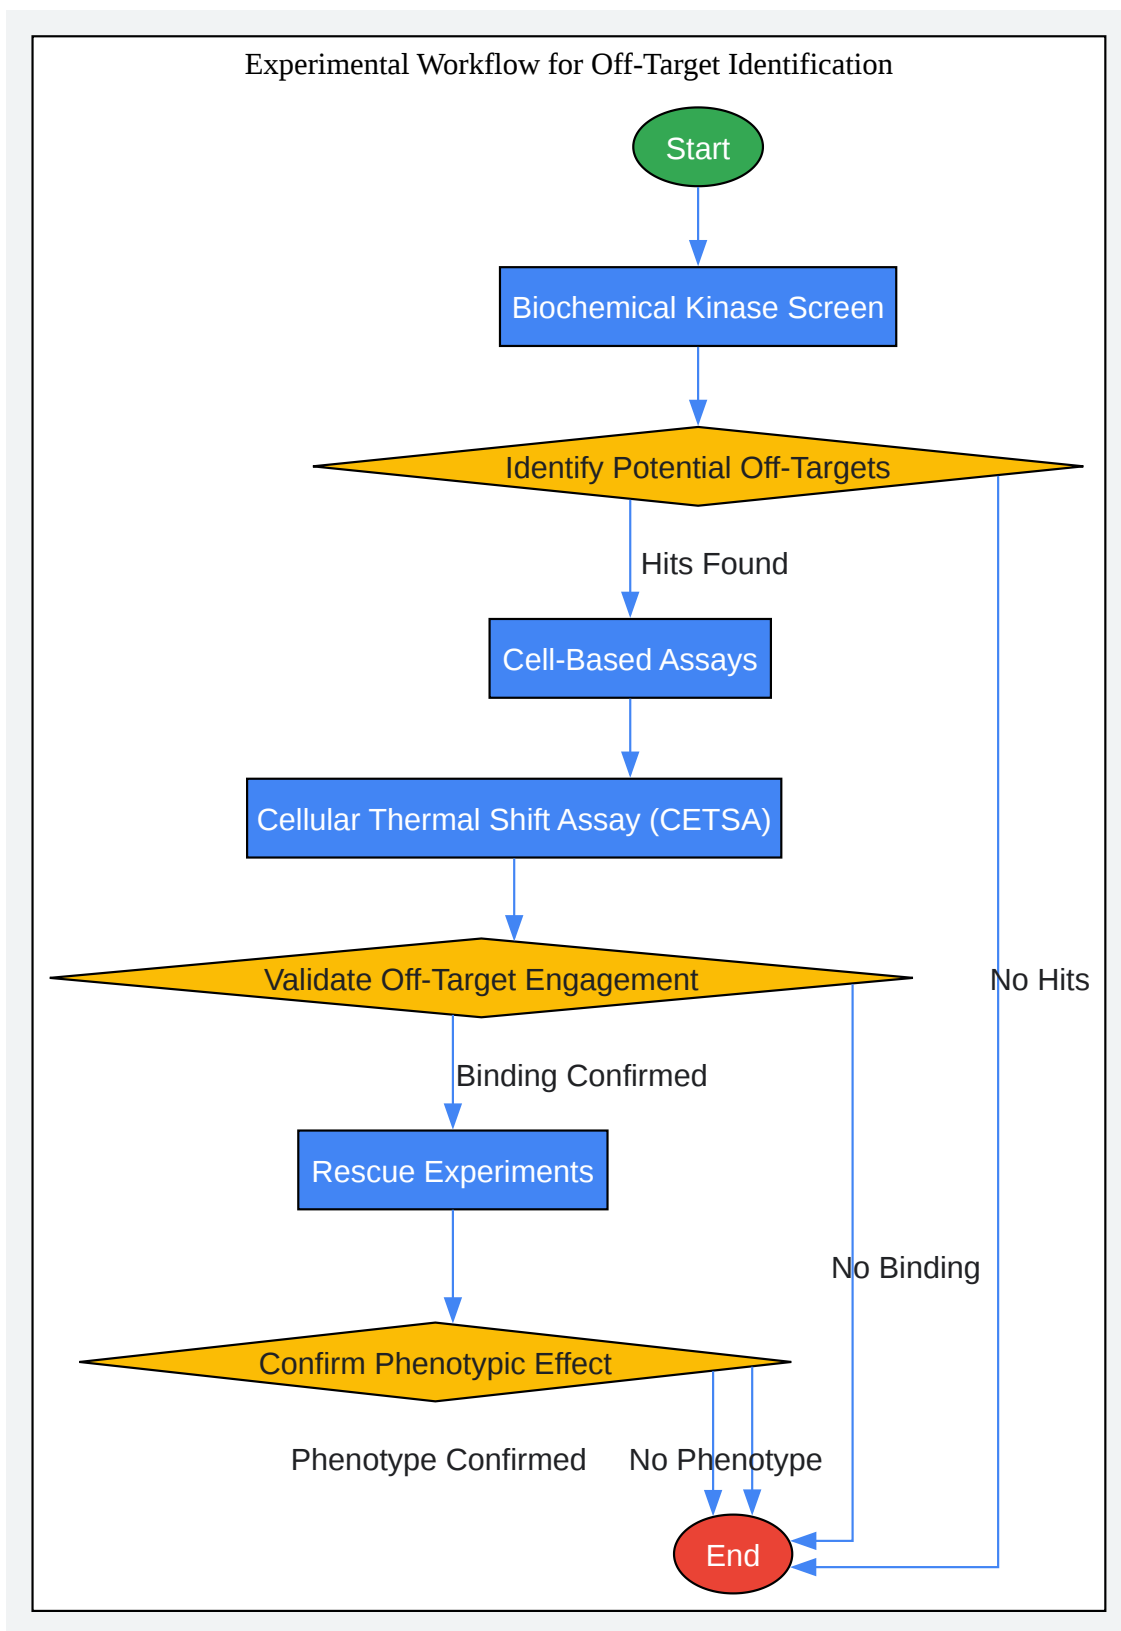 Experimental Workflow for Off-Target Identification
Start
Biochemical Kinase Screen
Identify Potential Off-Targets
Hits Found
Cell-Based Assays
Cellular Thermal Shift Assay (CETSA)
Validate Off-Target Engagement
No Hits
Binding Confirmed
Rescue Experiments
No Binding
Confirm Phenotypic Effect
Phenotype Confirmed
No Phenotype
End